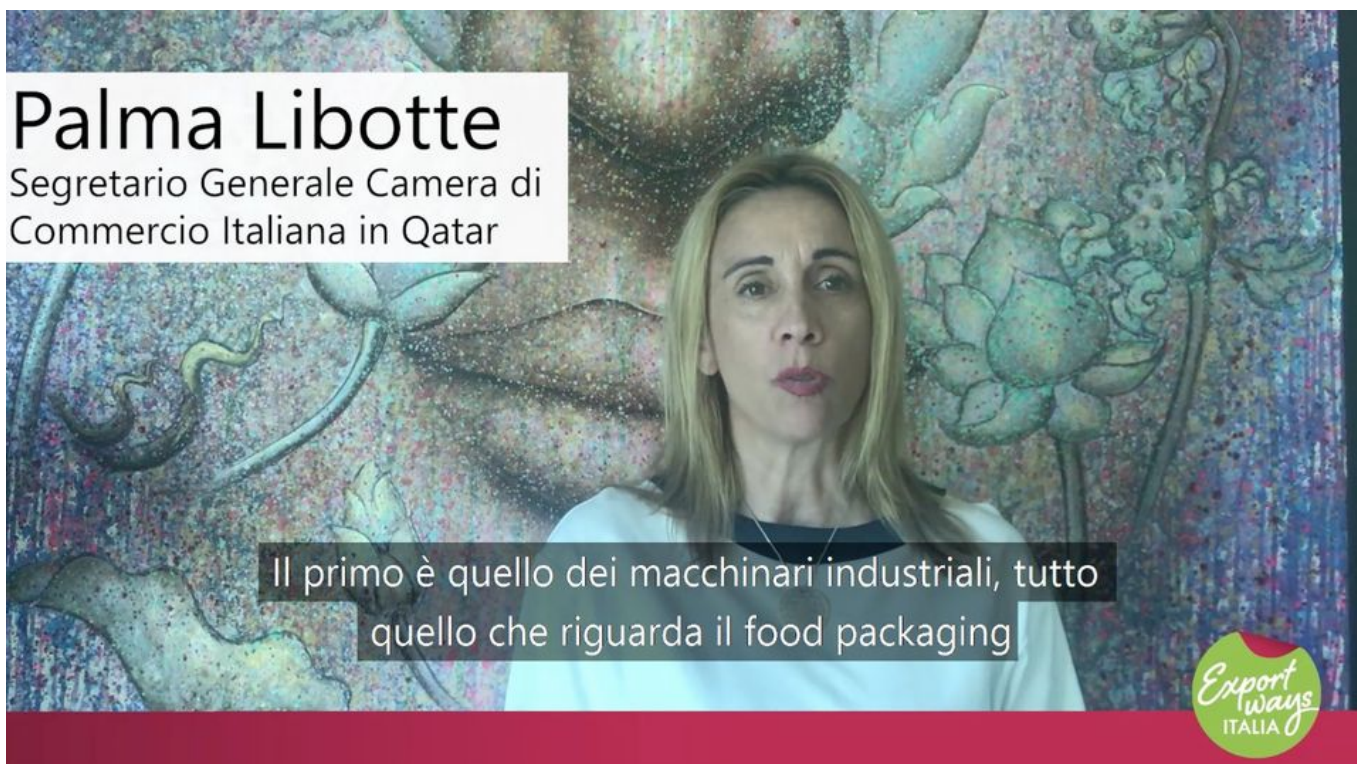 Palma Libotte
Segretario Generale Camera di
Commercio Italiana in Qatar
Il primo è quello dei macchinari industriali, tutto
quello che riguarda il food packaging
Export
ways
ITALIA